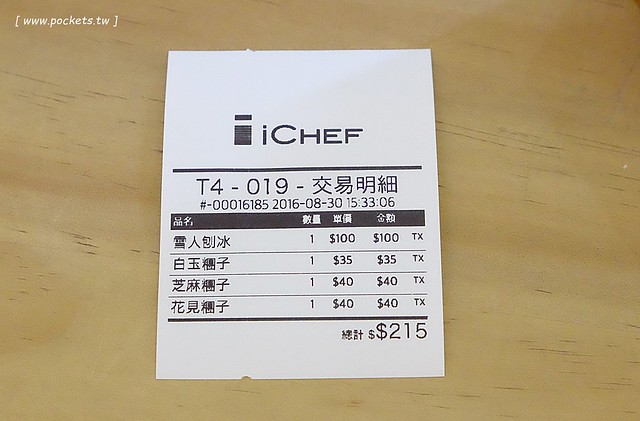 [ www.pockets.tw ]
iCHEF
T4 - 019 - 交易明細
#-00016185 2016-08-30 15:33:06
品名 數量 單價 金額
雪人刨冰 1 $100 $100 TX
白玉糰子 1 $35 $35 TX
芝麻糰子 1 $40 $40 TX
花見糰子 1 $40 $40 TX
總計 $$215